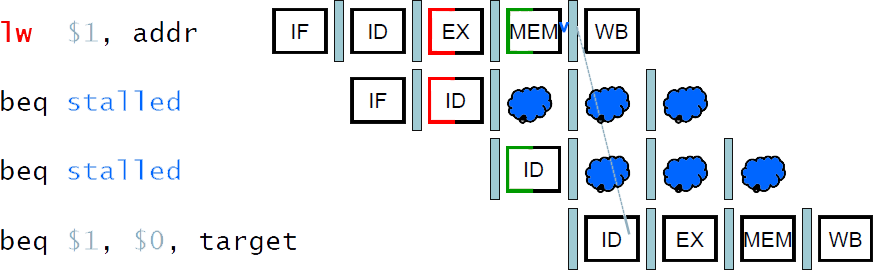 lw $1, addr IF ID EX MEM WB
beq stalled IF ID
beq stalled ID
beq $1, $0, target ID EX MEM WB